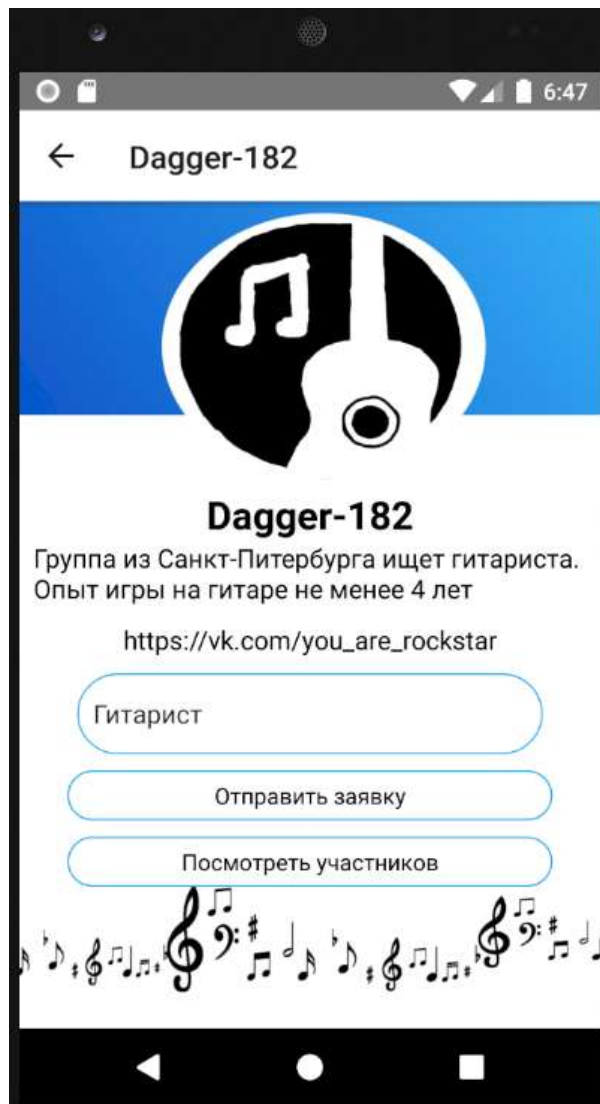 6:47
Dagger-182
Dagger-182
Группа из Санкт-Питербурга ищет гитариста.
Опыт игры на гитаре не менее 4 лет
https://vk.com/you_are_rockstar
Гитарист
Отправить заявку
Посмотреть участников